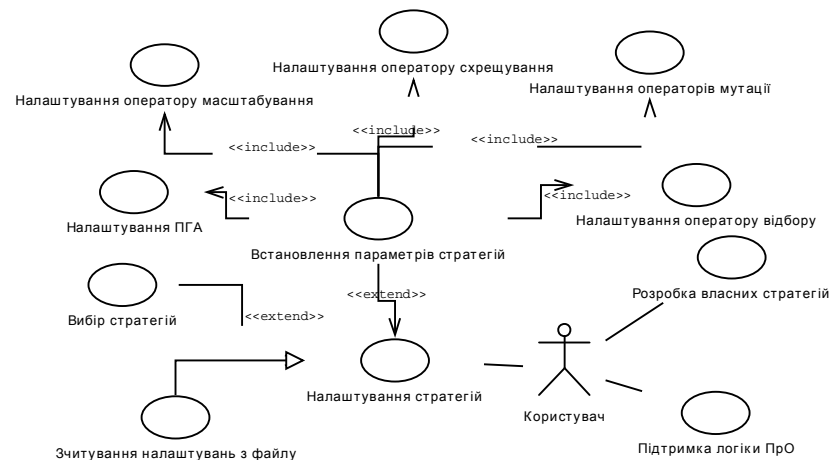 Налаштування оператору схрещування
Налаштування операторів мутації
Налаштування оператору масштабування
<<include>>
<<include>>
<<include>>
<<include>>
<<include>>
Налаштування ПГА
Налаштування оператору відбору
Встановлення параметрів стратегій
Розробка власних стратегій
<<extend>>
Вибір стратегій
<<extend>>
Налаштування стратегій
Користувач
Зчитування налаштувань з файлу
Підтримка логіки ПрО